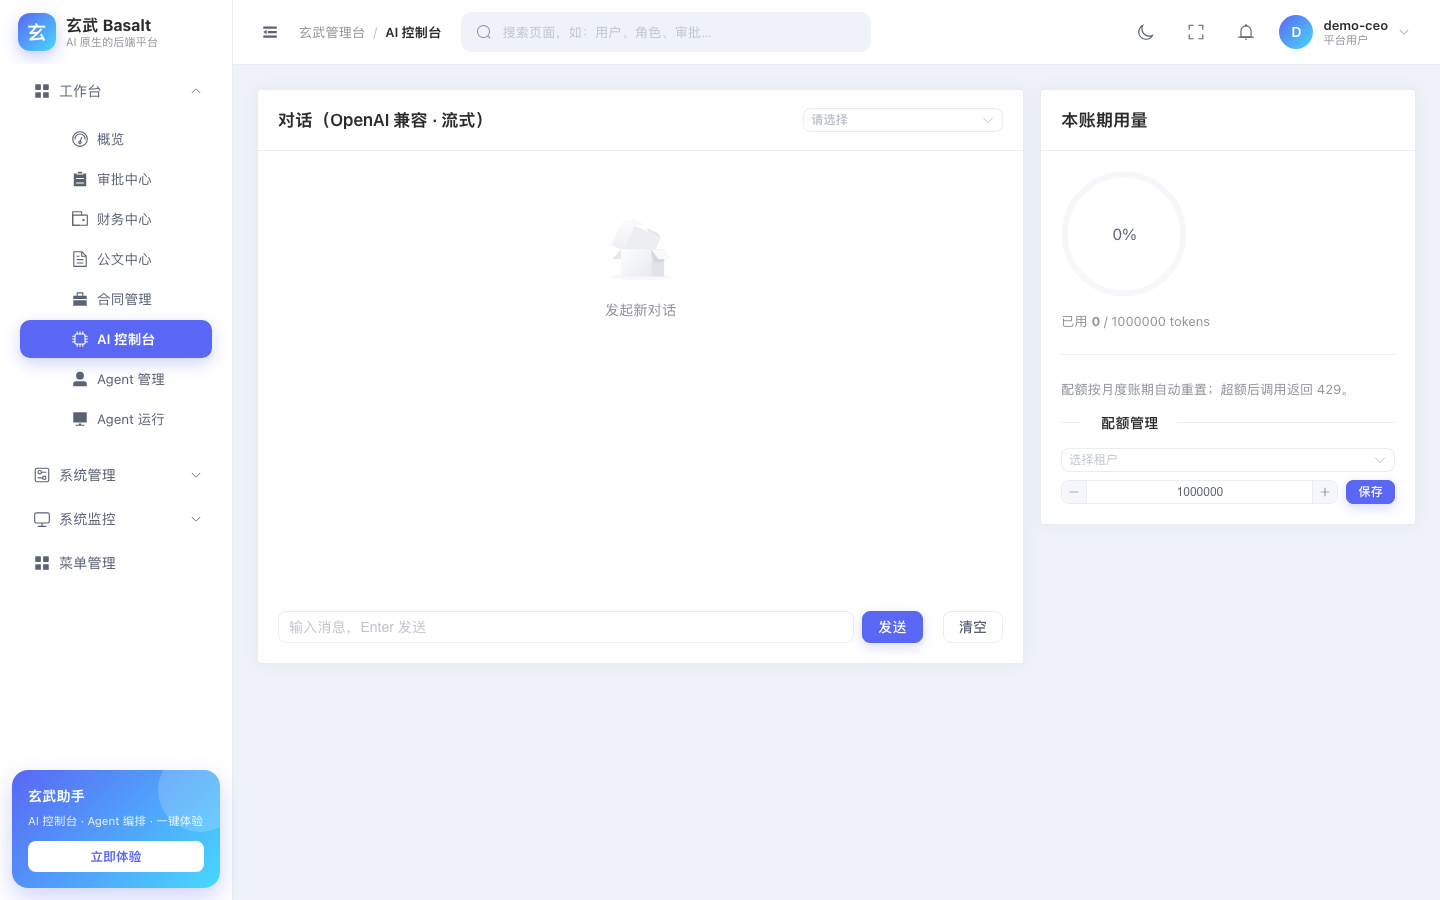 玄
玄武 Basalt
AI 原生的后端平台
工作台
概览
审批中心
财务中心
公文中心
合同管理
AI 控制台
Agent 管理
Agent 运行
系统管理
系统监控
菜单管理
玄武助手
AI 控制台 · Agent 编排 · 一键体验
立即体验
玄武管理台 / AI 控制台
搜索页面，如：用户、角色、审批...
D
demo-ceo
平台用户
对话（OpenAI 兼容 · 流式）
请选择
发起新对话
输入消息，Enter 发送
发送
清空
本账期用量
0%
已用 0 / 1000000 tokens
配额按月度账期自动重置；超额后调用返回 429。
配额管理
选择租户
1000000
保存